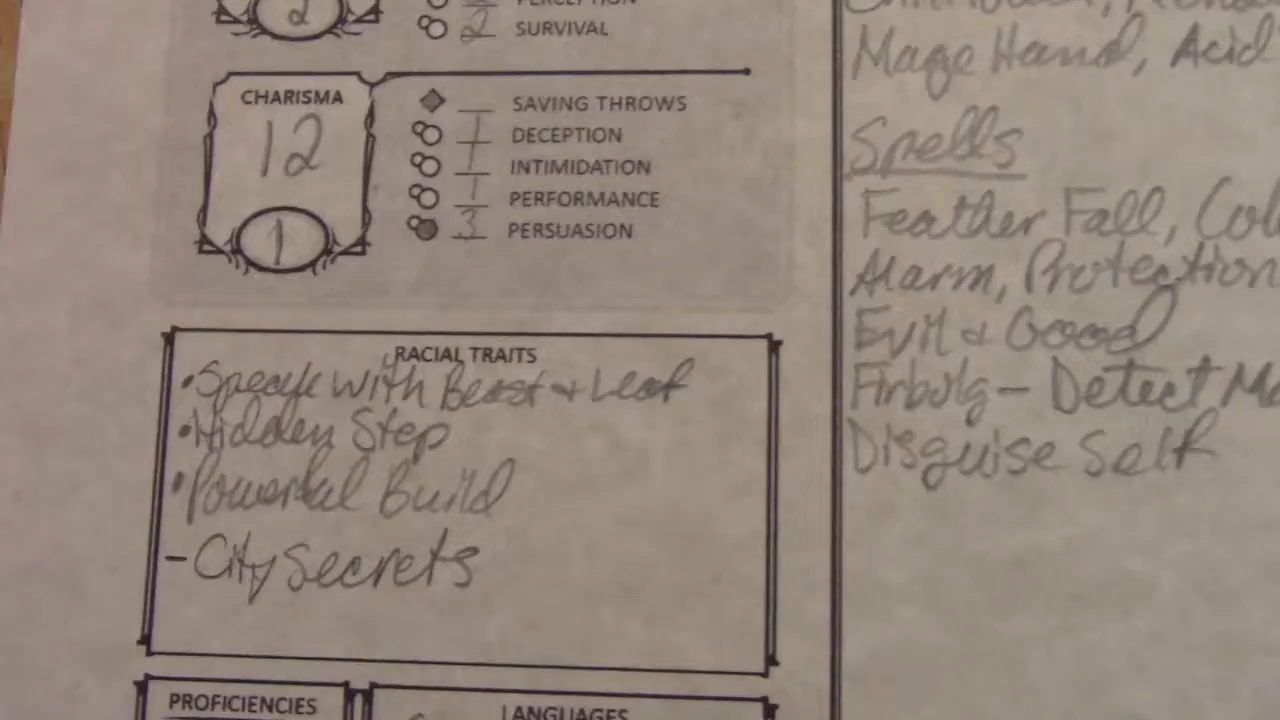 2 SURVIVAL
CHARISMA
12
1
SAVING THROWS
1 DECEPTION
1 INTIMIDATION
1 PERFORMANCE
3 PERSUASION
RACIAL TRAITS
•Speak with Beast & Leaf
•Hidden Step
•Powerful Build
- City Secrets
PROFICIENCIES
LANGUAGES
Mage Hand, Acid
Spells
Feather Fall,
Alarm, Protection
Evil & Good
Firbolg - Detect
Disguise Self